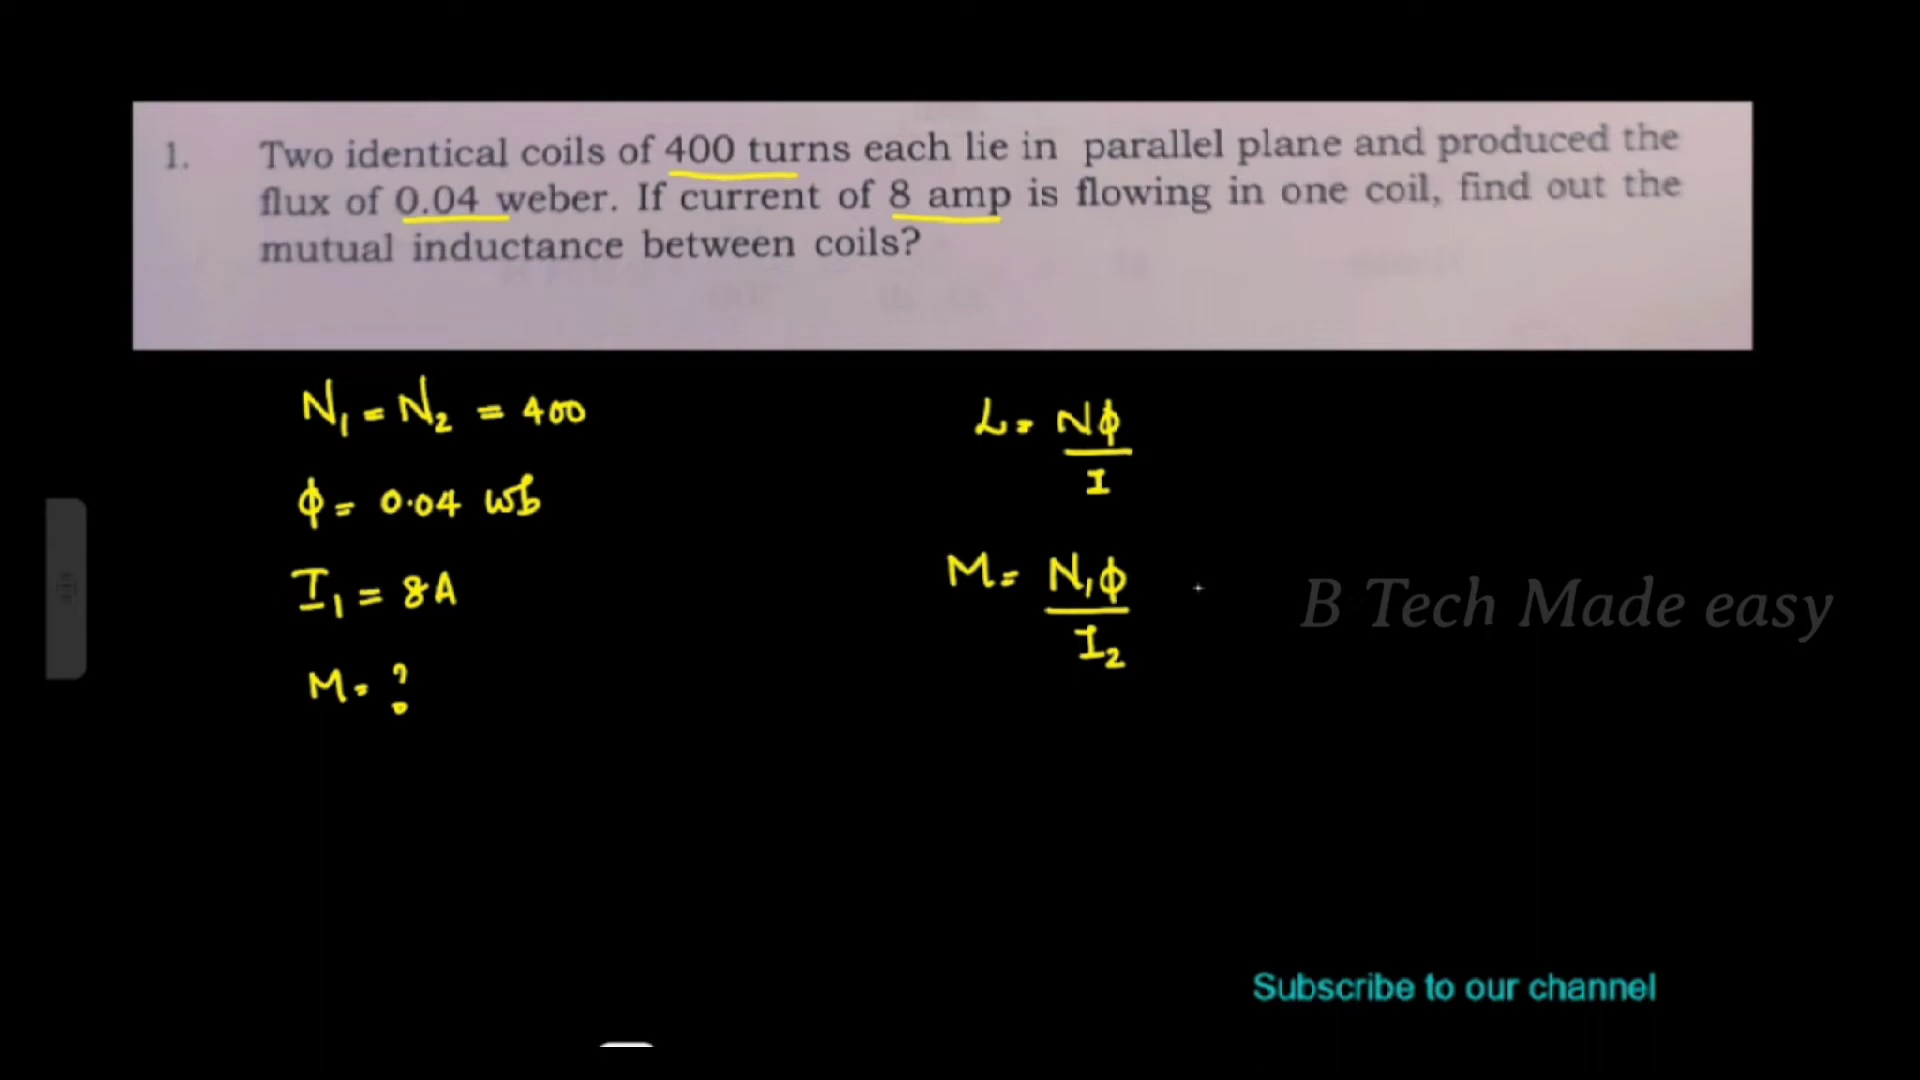 1. Two identical coils of 400 turns each lie in parallel plane and produced the
flux of 0.04 weber. If current of 8 amp is flowing in one coil, find out the
mutual inductance between coils?
N₁ = N₂ = 400
ϕ = 0.04 wb
I₁ = 8A
M = ?
L = Nϕ
I
M = N₁ϕ
I₂
B Tech Made easy
Subscribe to our channel